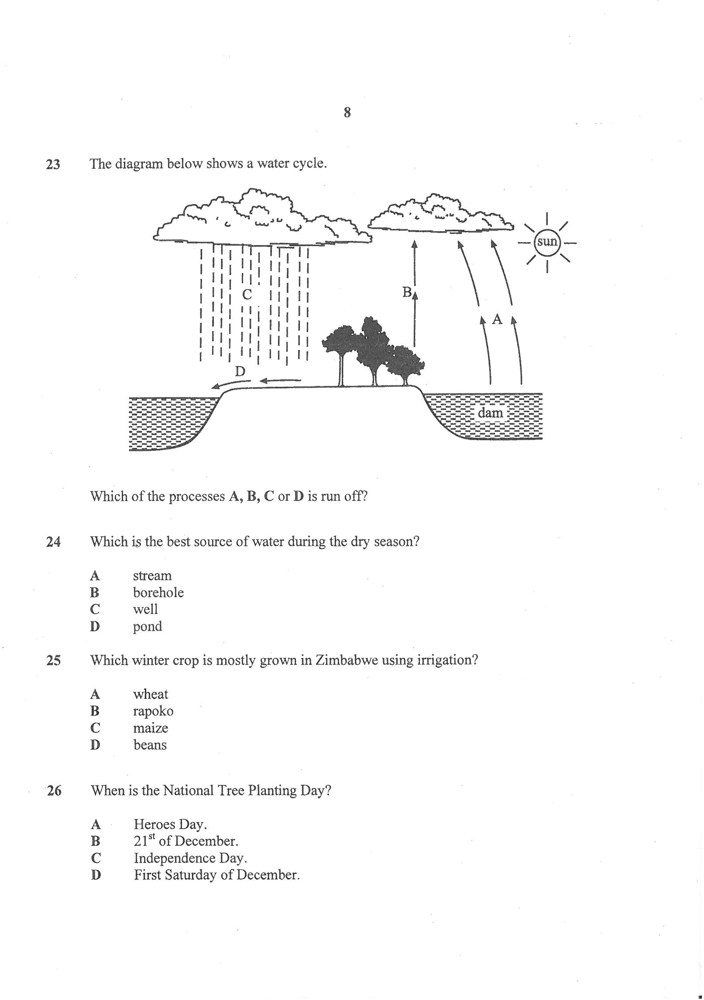 8
23 The diagram below shows a water cycle.
sun
C
B
A
D
dam
Which of the processes A, B, C or D is run off?
24 Which is the best source of water during the dry season?
A stream
B borehole
C well
D pond
25 Which winter crop is mostly grown in Zimbabwe using irrigation?
A wheat
B rapoko
C maize
D beans
26 When is the National Tree Planting Day?
A Heroes Day.
B 21st of December.
C Independence Day.
D First Saturday of December.